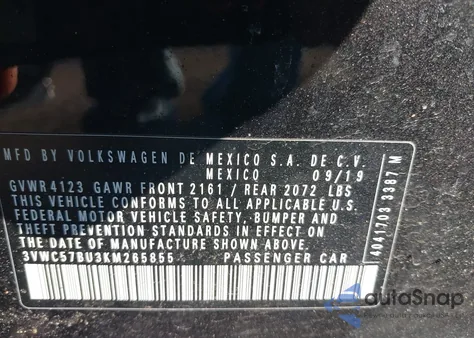 MFD BY VOLKSWAGEN DE MEXICO S.A. DE C.V.
MEXICO 09/19
GVWR 4123 GAWR FRONT 2161 / REAR 2072 LBS
THIS VEHICLE CONFORMS TO ALL APPLICABLE U.S.
FEDERAL MOTOR VEHICLE SAFETY, BUMPER AND
THEFT PREVENTION STANDARDS IN EFFECT ON THE
DATE OF MANUFACTURE SHOWN ABOVE.
3VWC57BU3KM265855 PASSENGER CAR
4041703 3387 M
autoSnap